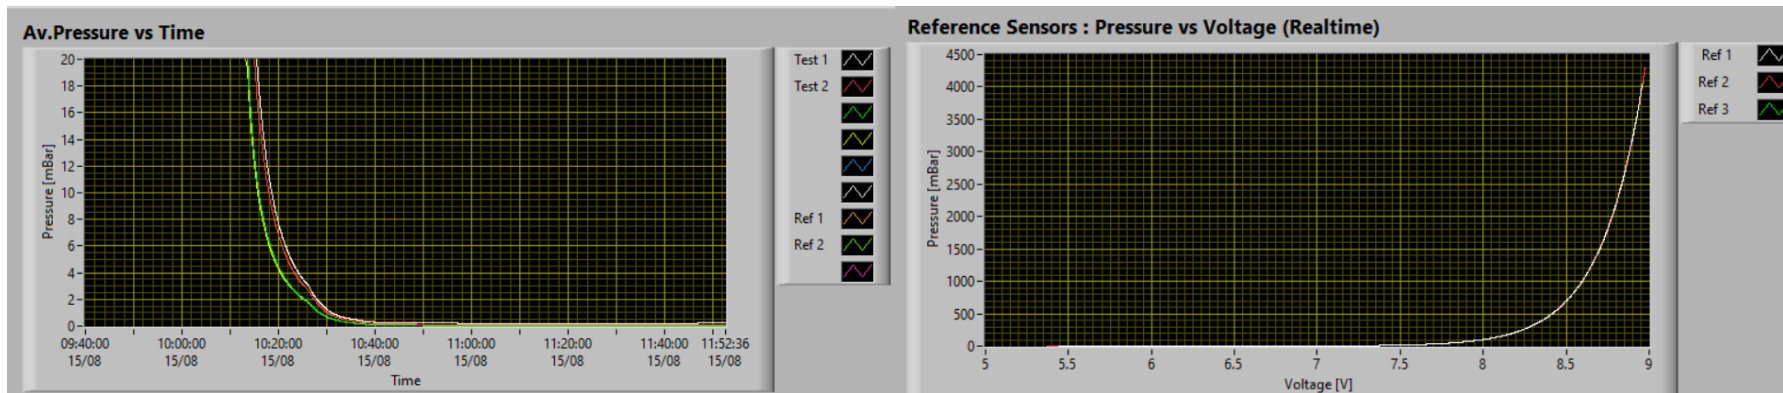 Av.Pressure vs Time
Pressure [mBar]
20
18
16
14
12
10
8
6
4
2
0
09:40:00 10:00:00 10:20:00 10:40:00 11:00:00 11:20:00 11:40:00 11:52:36
15/08 15/08 15/08 15/08 15/08 15/08 15/08 15/08
Time
Test 1
Test 2
Ref 1
Ref 2
Reference Sensors : Pressure vs Voltage (Realtime)
Pressure [mBar]
4500
4000
3500
3000
2500
2000
1500
1000
500
0
5 5.5 6 6.5 7 7.5 8 8.5 9
Voltage [V]
Ref 1
Ref 2
Ref 3